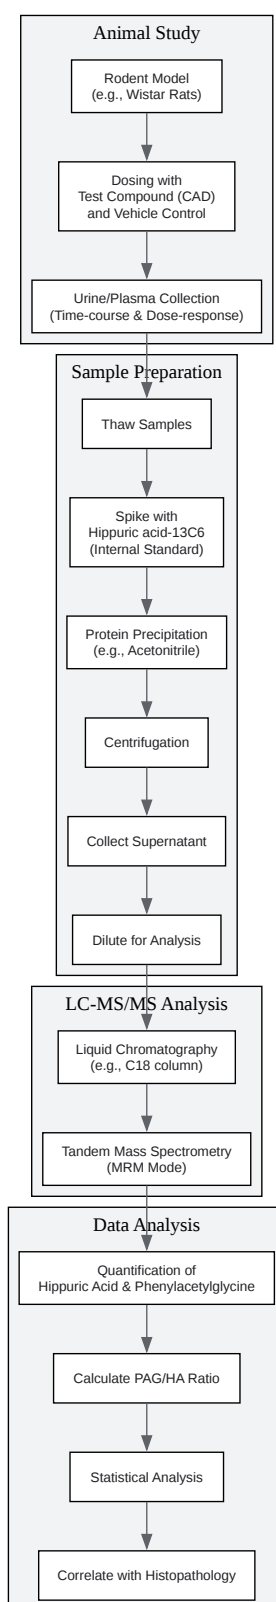 Animal Study
Rodent Model
(e.g., Wistar Rats)
Dosing with
Test Compound (CAD)
and Vehicle Control
Urine/Plasma Collection
(Time-course & Dose-response)
Sample Preparation
Thaw Samples
Spike with
Hippuric acid-13C6
(Internal Standard)
Protein Precipitation
(e.g., Acetonitrile)
Centrifugation
Collect Supernatant
Dilute for Analysis
LC-MS/MS Analysis
Liquid Chromatography
(e.g., C18 column)
Tandem Mass Spectrometry
(MRM Mode)
Data Analysis
Quantification of
Hippuric Acid & Phenylacetylglycine
Calculate PAG/HA Ratio
Statistical Analysis
Correlate with Histopathology